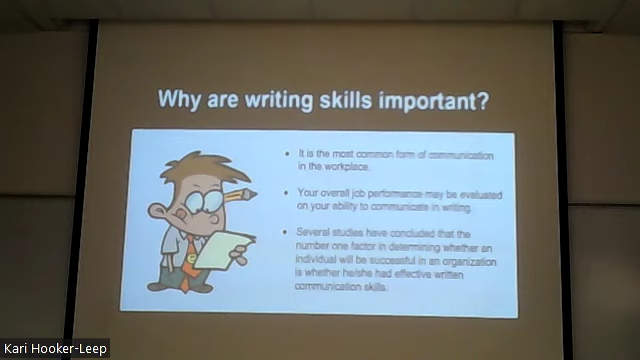 Why are writing skills important?
• It is the most common form of communication
in the workplace.
• Your overall job performance may be evaluated
on your ability to communicate in writing.
• Several studies have concluded that the
number one factor in determining whether an
individual will be successful in an organization
is whether he/she had effective written
communication skills.
Kari Hooker-Leep